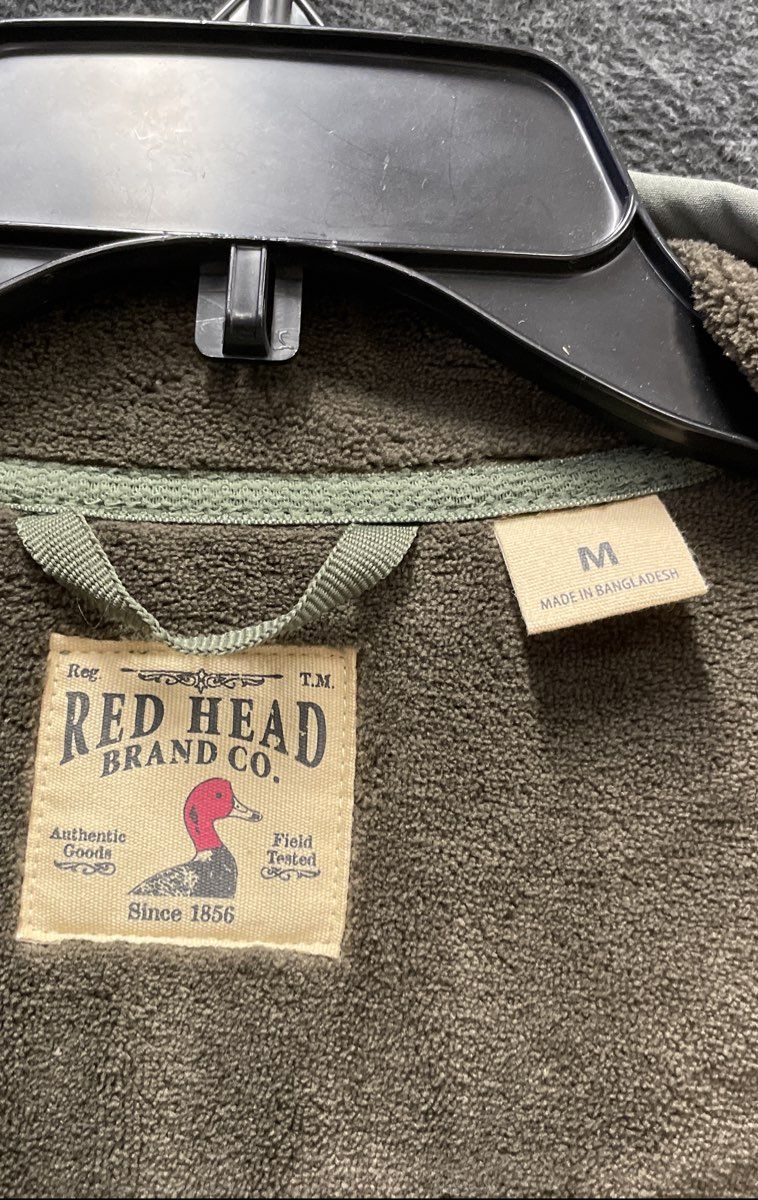 M
MADE IN BANGLADESH
Reg. T.M.
RED HEAD
BRAND CO.
Authentic
Goods
Field
Tested
Since 1856